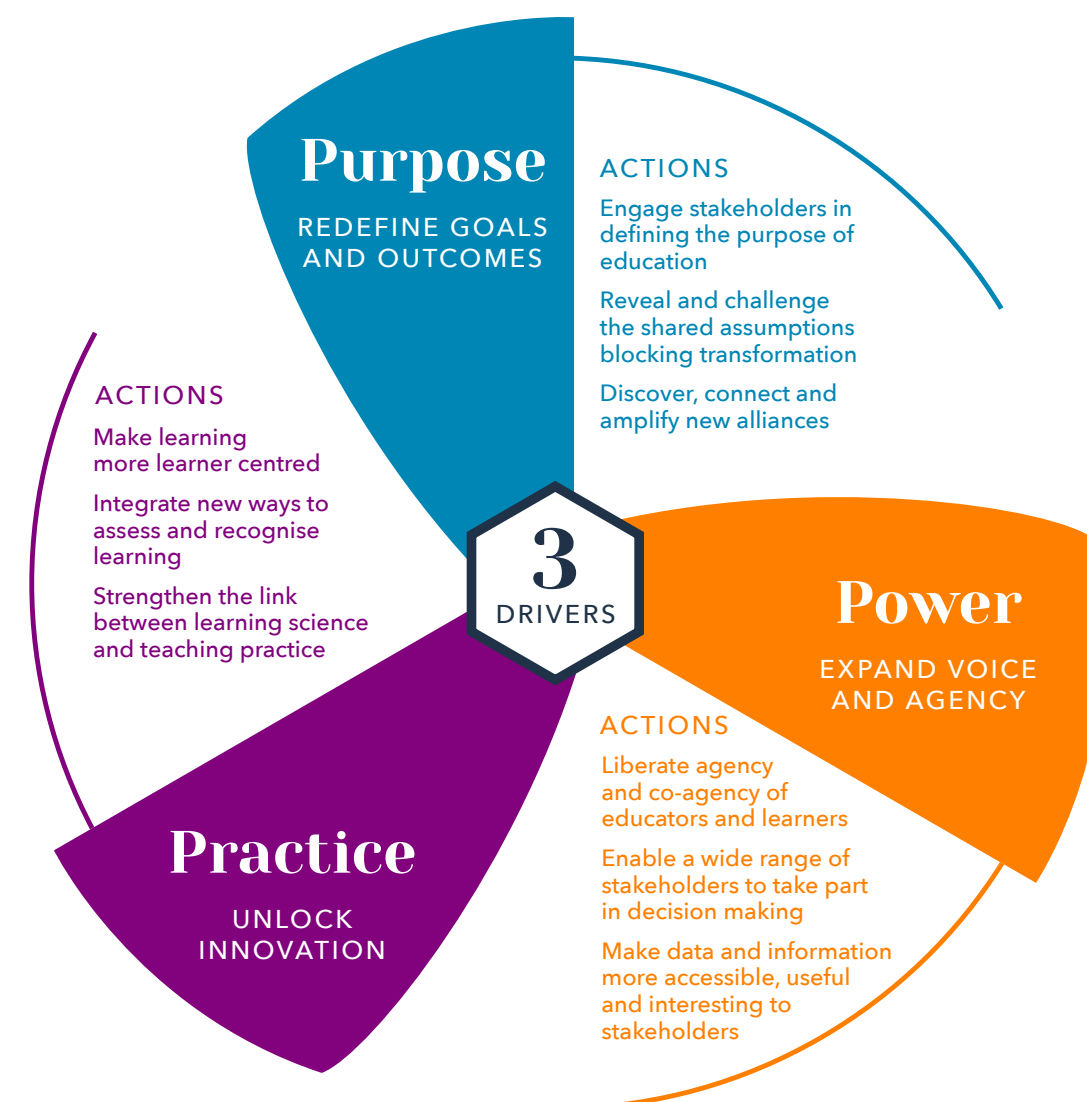 Purpose
REDEFINE GOALS
AND OUTCOMES
ACTIONS
Engage stakeholders in
defining the purpose of
education
Reveal and challenge
the shared assumptions
blocking transformation
Discover, connect and
amplify new alliances
3
DRIVERS
Power
EXPAND VOICE
AND AGENCY
ACTIONS
Liberate agency
and co-agency of
educators and learners
Enable a wide range of
stakeholders to take part
in decision making
Make data and information
more accessible, useful
and interesting to
stakeholders
Practice
UNLOCK
INNOVATION
ACTIONS
Make learning
more learner centred
Integrate new ways to
assess and recognise
learning
Strengthen the link
between learning science
and teaching practice